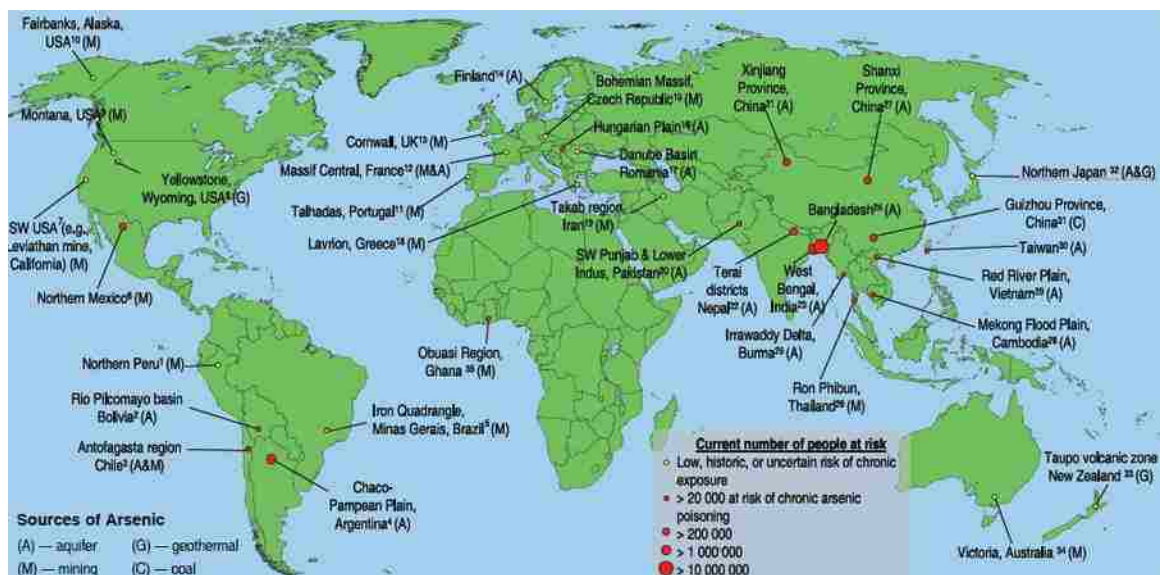 Fairbanks, Alaska,
USA¹⁰ (M)
Montana, USA⁹ (M)
Yellowstone,
Wyoming, USA⁸ (G)
SW USA⁷(e.g.,
Leviathan mine,
California) (M)
Northern Mexico⁶ (M)
Northern Peru¹ (M)
Rio Pilcomayo basin
Bolivia² (A)
Antofagasta region
Chile³ (A&M)
Chaco-
Pampean Plain,
Argentina⁴ (A)
Iron Quadrangle,
Minas Gerais, Brazil⁵ (M)
Finland¹⁴ (A)
Cornwall, UK¹³ (M)
Massif Central, France¹² (M&A)
Talhadas, Portugal¹¹ (M)
Lavrion, Greece¹⁸ (M)
Bohemian Massif,
Czech Republic¹⁵ (M)
Hungarian Plain¹⁶ (A)
Danube Basin
Romania¹⁷ (A)
Takab region,
Iran¹⁹ (M)
Obuasi Region,
Ghana ³⁵ (M)
SW Punjab & Lower
Indus, Pakistan²⁰ (A)
Xinjiang
Province,
China²¹ (A)
Shanxi
Province,
China²⁷ (A)
Bangladesh²⁴ (A)
Terai
districts
Nepal²² (A)
West
Bengal,
India²³ (A)
Irrawaddy Delta,
Burma²⁵ (A)
Ron Phibun,
Thailand²⁶ (M)
Northern Japan ³² (A&G)
Guizhou Province,
China³¹ (C)
Taiwan³⁰ (A)
Red River Plain,
Vietnam²⁹ (A)
Mekong Flood Plain,
Cambodia²⁸ (A)
Taupo volcanic zone
New Zealand ³³ (G)
Victoria, Australia ³⁴ (M)
Sources of Arsenic
(A) — aquifer (G) — geothermal
(M) — mining (C) — coal
Current number of people at risk
Low, historic, or uncertain risk of chronic
exposure
> 20 000 at risk of chronic arsenic
poisoning
> 200 000
> 1 000 000
> 10 000 000